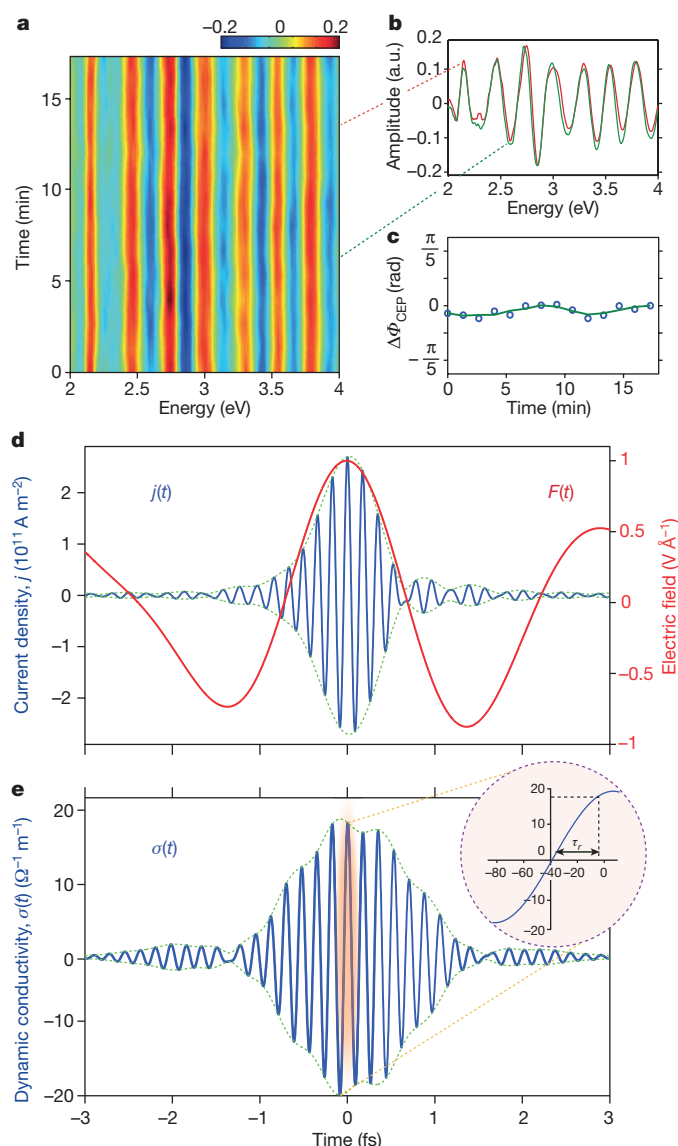 a
−0.2 0 0.2
15
10
5
0
Time (min)
2 2.5 3 3.5 4
Energy (eV)
b
0.2
0.1
0
−0.1
−0.2
Amplitude (a.u.)
2 2.5 3 3.5 4
Energy (eV)
c
π/5
0
−π/5
ΔΦCEP (rad)
0 5 10 15
Time (min)
d
j(t)
F(t)
2
1
0
−1
−2
Current density, j (10¹¹ A m⁻²)
1
0.5
0
−0.5
−1
Electric field (V Å⁻¹)
e
σ(t)
20
10
0
−10
−20
Dynamic conductivity, σ(t) (Ω⁻¹ m⁻¹)
20
10
0
−10
−20
τr
−80 −60 −40 −20 0
−3 −2 −1 0 1 2 3
Time (fs)